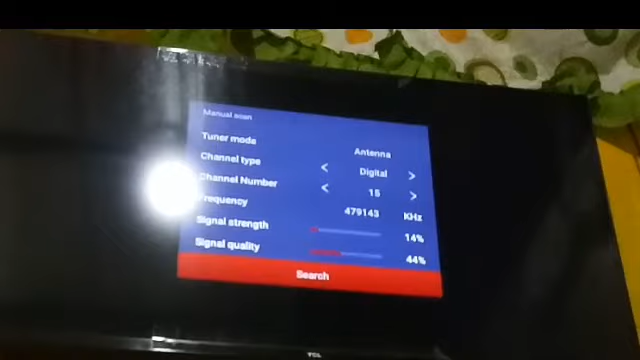 Manual scan
Tuner mode Antenna
Channel type < Digital >
Channel Number < 15 >
Frequency 479143 KHz
Signal strength 14%
Signal quality 44%
Search
TCL